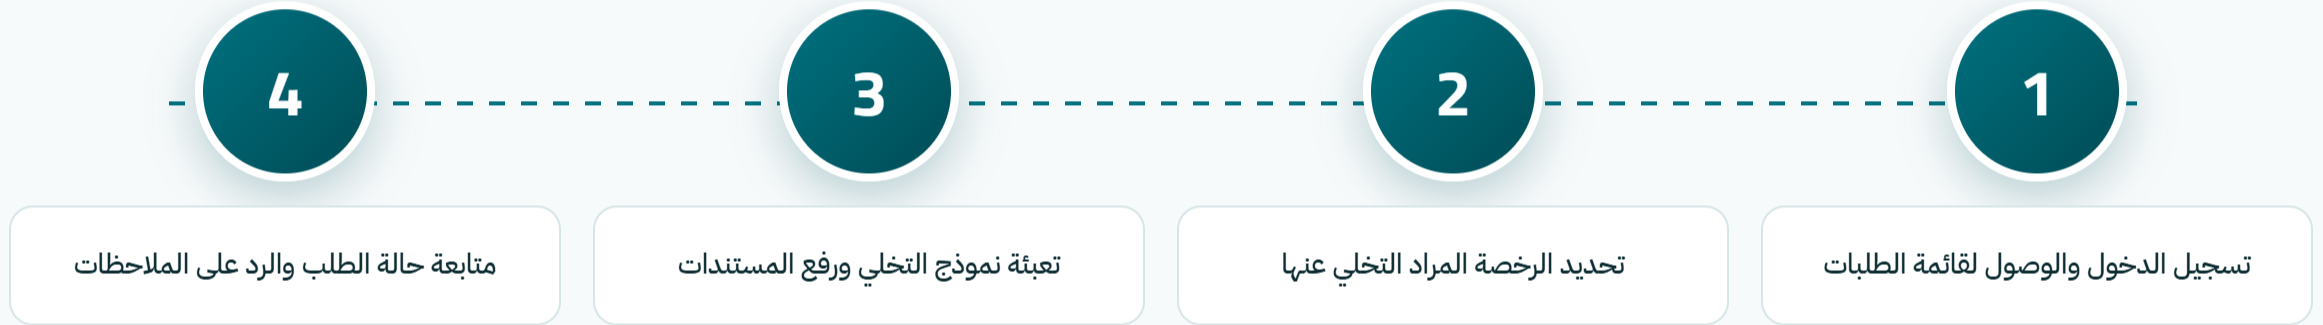 1
تسجيل الدخول والوصول لقائمة الطلبات
2
تحديد الرخصة المراد التخلي عنها
3
تعبئة نموذج التخلي ورفع المستندات
4
متابعة حالة الطلب والرد على الملاحظات